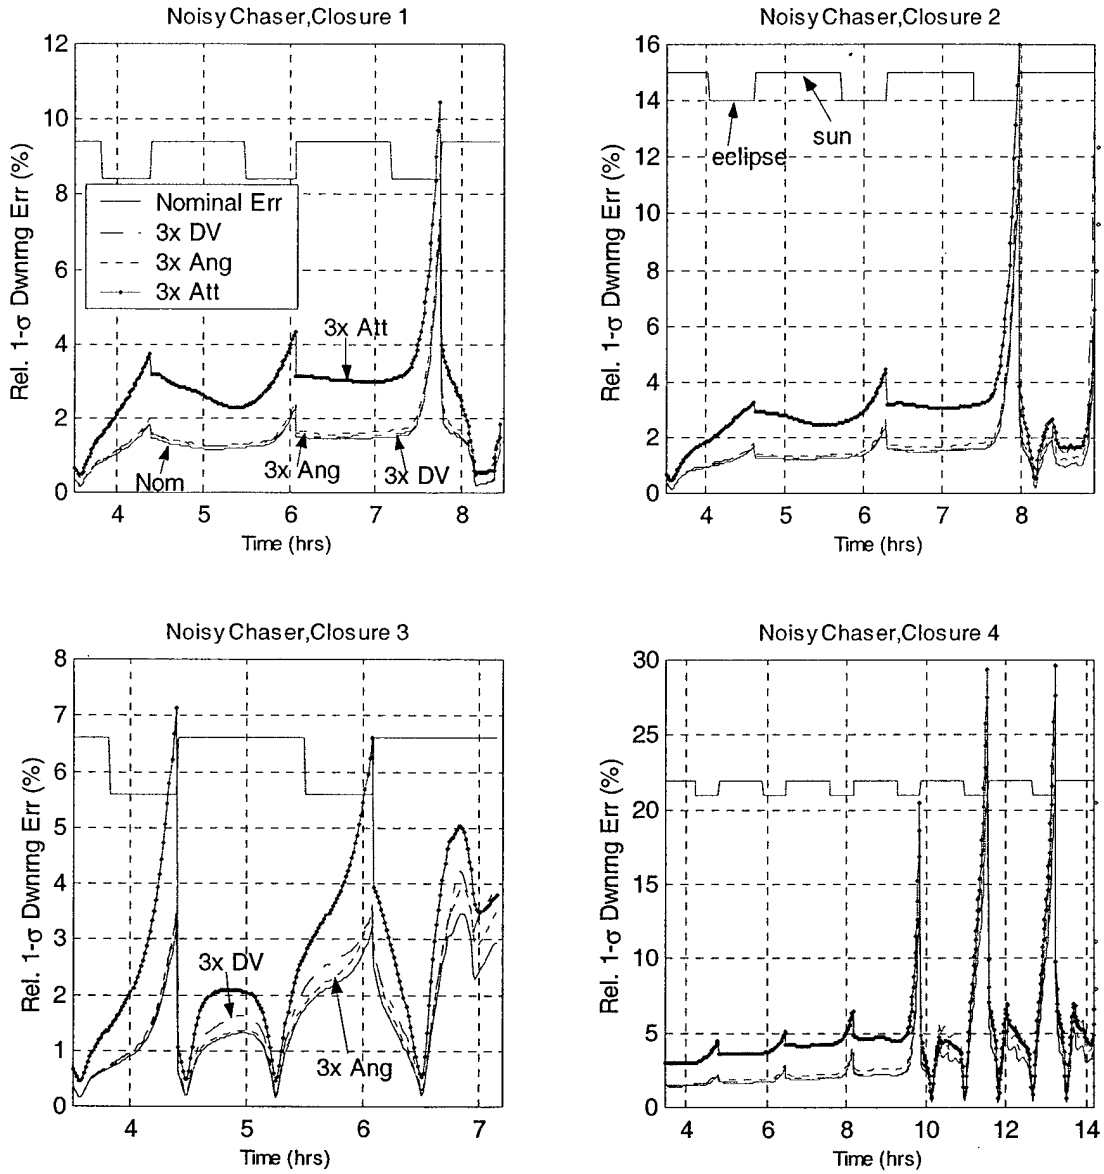 Noisy Chaser,Closure 1
12
10
8
6
4
2
0
Rel. 1-σ Dwnrng Err (%)
Nominal Err
3x DV
3x Ang
3x Att
3x Att
Nom
3x Ang
3x DV
4
5
6
7
8
Time (hrs)
Noisy Chaser,Closure 2
16
14
12
10
8
6
4
2
0
Rel. 1-σ Dwnrng Err (%)
eclipse
sun
4
5
6
7
8
Time (hrs)
Noisy Chaser,Closure 3
8
7
6
5
4
3
2
1
0
Rel. 1-σ Dwnrng Err (%)
3x DV
3x Ang
4
5
6
7
Time (hrs)
Noisy Chaser,Closure 4
30
25
20
15
10
5
0
Rel. 1-σ Dwnrng Err (%)
4
6
8
10
12
14
Time (hrs)